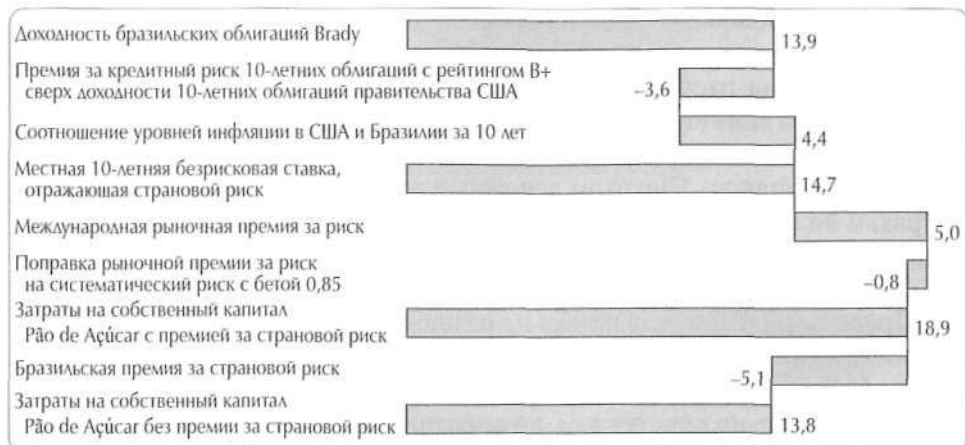 Доходность бразильских облигаций Brady
13,9
Премия за кредитный риск 10-летних облигаций с рейтингом В+
сверх доходности 10-летних облигаций правительства США
–3,6
Соотношение уровней инфляции в США и Бразилии за 10 лет
4,4
Местная 10-летняя безрисковая ставка,
отражающая страновой риск
14,7
Международная рыночная премия за риск
5,0
Поправка рыночной премии за риск
на систематический риск с бетой 0,85
–0,8
Затраты на собственный капитал
Pão de Açúcar с премией за страновой риск
18,9
Бразильская премия за страновой риск
–5,1
Затраты на собственный капитал
Pão de Açúcar без премии за страновой риск
13,8